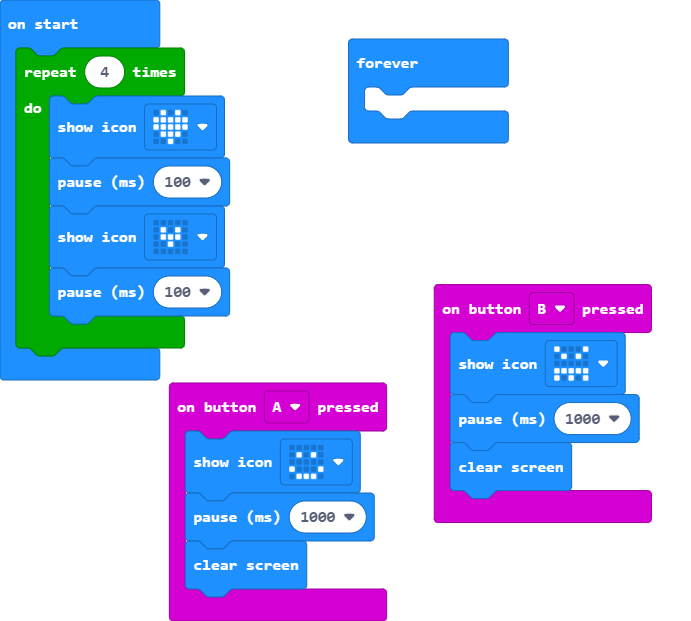 on start
repeat 4 times
do
show icon
pause (ms) 100
show icon
pause (ms) 100
forever
on button A pressed
show icon
pause (ms) 1000
clear screen
on button B pressed
show icon
pause (ms) 1000
clear screen